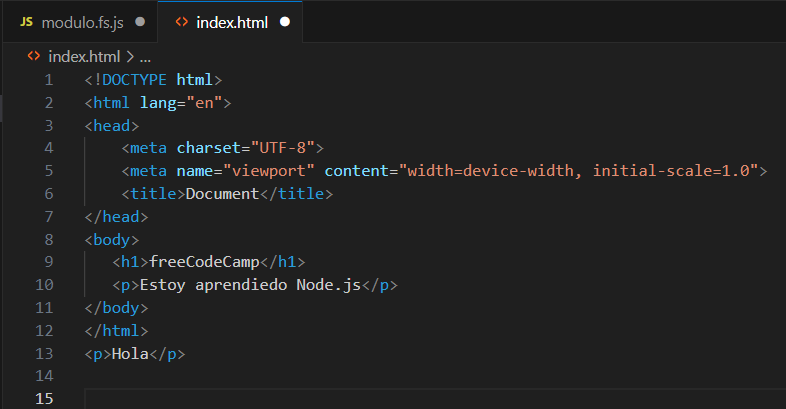 JS modulo.fs.js ● <> index.html ●
<> index.html > ...
1 <!DOCTYPE html>
2 <html lang="en">
3 <head>
4     <meta charset="UTF-8">
5     <meta name="viewport" content="width=device-width, initial-scale=1.0">
6     <title>Document</title>
7 </head>
8 <body>
9    <h1>freeCodeCamp</h1>
10    <p>Estoy aprendiedo Node.js</p>
11 </body>
12 </html>
13 <p>Hola</p>
14
15